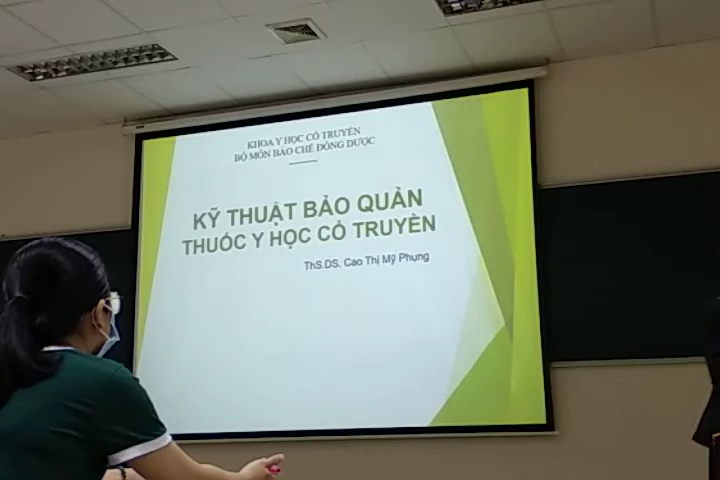 KHOA Y HỌC CỔ TRUYỀN
BỘ MÔN BÀO CHẾ ĐÔNG DƯỢC
KỸ THUẬT BẢO QUẢN
THUỐC Y HỌC CỔ TRUYỀN
ThS.DS. Cao Thị Mỹ Phụng